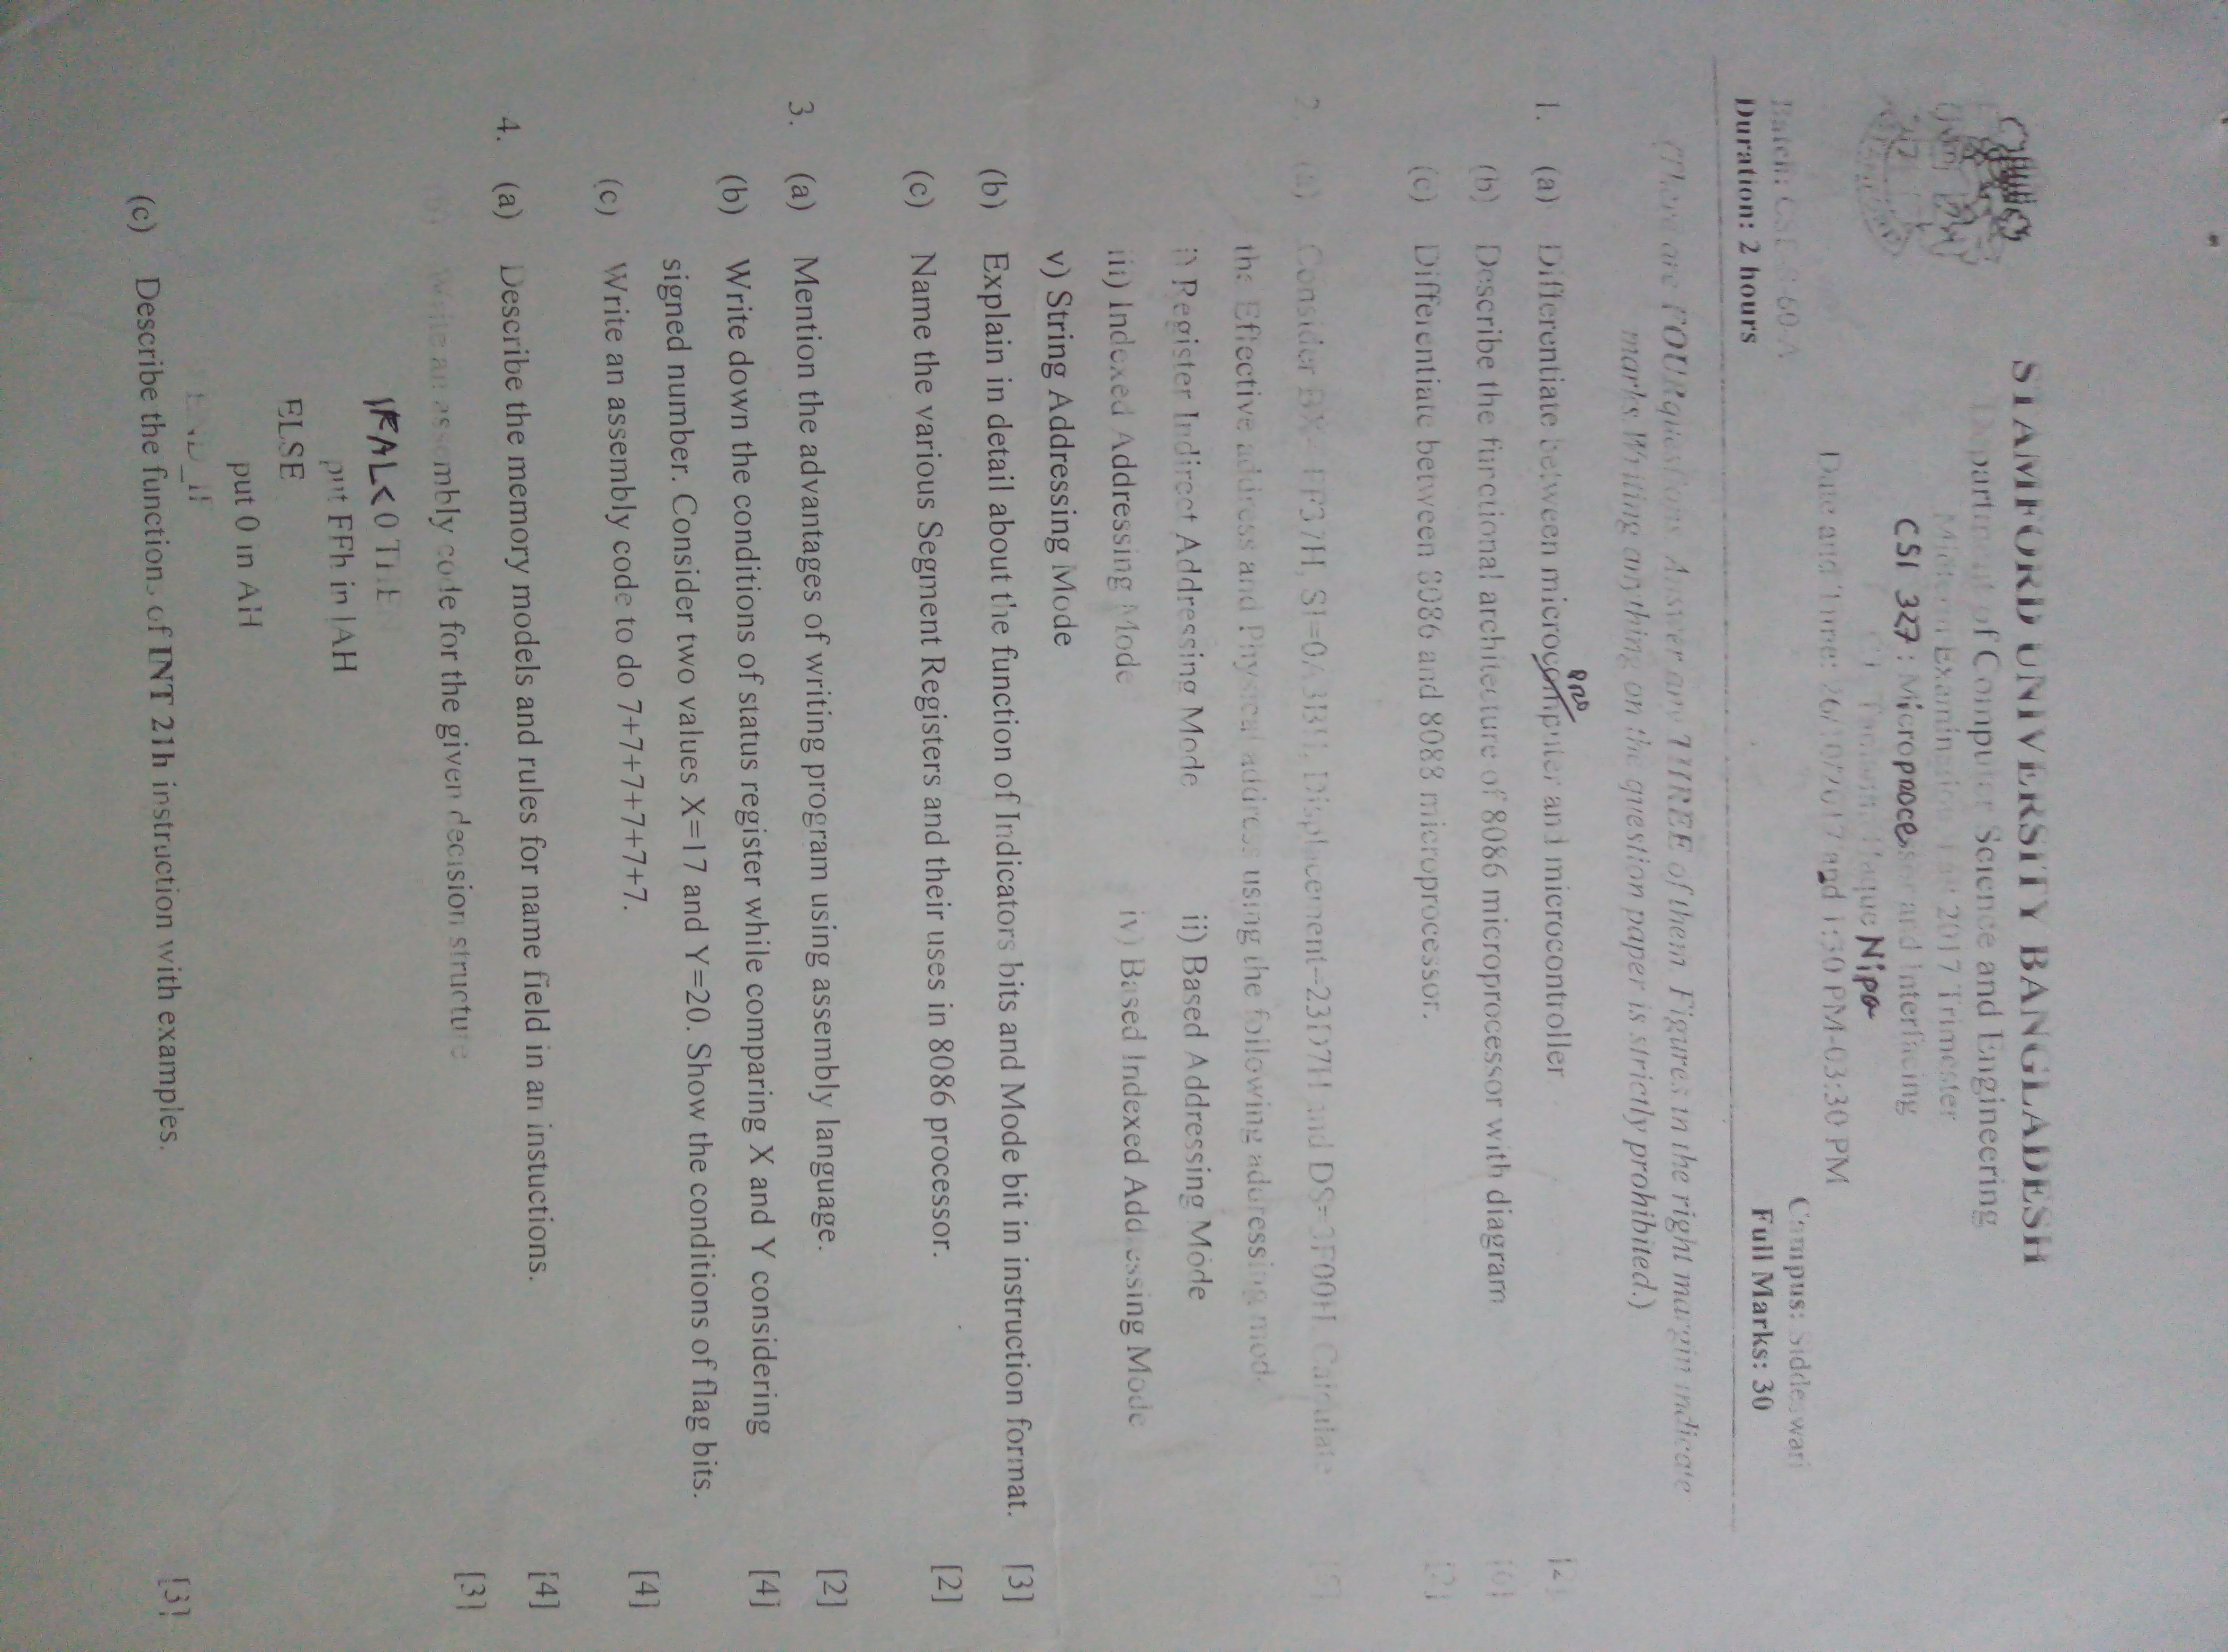 STAMFORD UNIVERSITY BANGLADESH
Department of Computer Science and Engineering
Examination 2017 Trimester
CSI 327: Microprocessor and Interfacing
Nipa
Date and Time: 26/10/2017 and 1:30 PM-03:30 PM
Batch: CSE 60-A Campus: Siddeswari
Duration: 2 hours Full Marks: 30
(There are FOUR questions. Answer any THREE of them. Figures in the right margin indicate
marks. Writing anything on the question paper is strictly prohibited.)
1. (a) Differentiate between microcomputer and microcontroller [2]
pro
(b) Describe the functional architecture of 8086 microprocessor with diagram [6]
(c) Differentiate between 8086 and 8088 microprocessor. [2]
2. (a) Consider BX= FF37H, SI=0A3BH, Displacement=23D7H and DS=3F00H. Calculate [5]
the Effective address and Physical address using the following addressing mode
i) Register Indirect Addressing Mode ii) Based Addressing Mode
iii) Indexed Addressing Mode iv) Based Indexed Addressing Mode
v) String Addressing Mode
(b) Explain in detail about the function of Indicators bits and Mode bit in instruction format. [3]
(c) Name the various Segment Registers and their uses in 8086 processor. [2]
3. (a) Mention the advantages of writing program using assembly language. [2]
(b) Write down the conditions of status register while comparing X and Y considering [4]
signed number. Consider two values X=17 and Y=20. Show the conditions of flag bits.
(c) Write an assembly code to do 7+7+7+7+7+7. [4]
4. (a) Describe the memory models and rules for name field in an instuctions. [4]
(b) Write an assembly code for the given decision structure [3]
IF AL<0 THEN
put FFh in AH
ELSE
put 0 in AH
END_IF
(c) Describe the functions of INT 21h instruction with examples. [3]